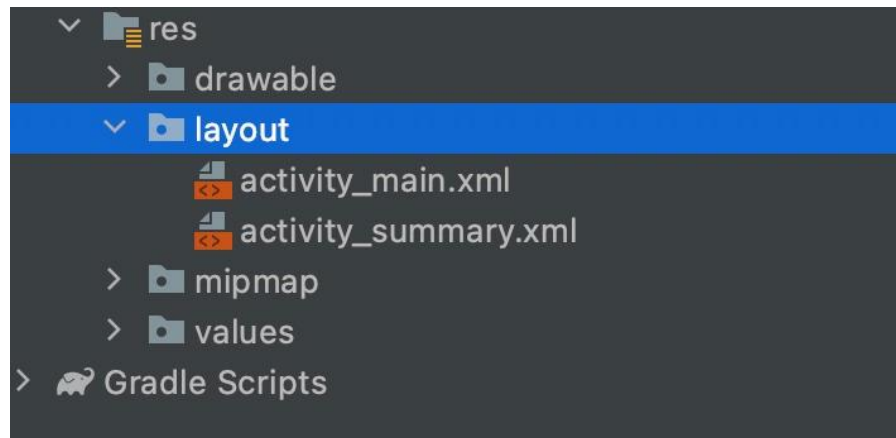 res
drawable
layout
activity_main.xml
activity_summary.xml
mipmap
values
Gradle Scripts